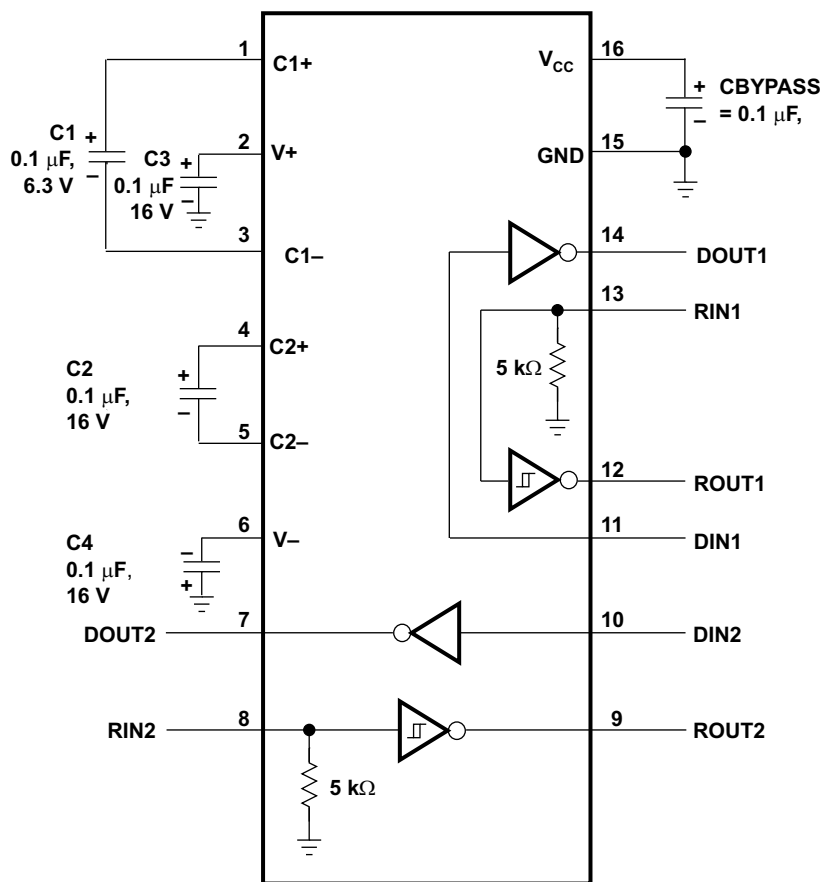 1
C1+
C1
0.1 μF,
6.3 V
+
–
2
V+
C3
0.1 μF
16 V
+
–
3
C1–
4
C2+
C2
0.1 μF,
16 V
+
–
5
C2–
6
V–
C4
0.1 μF,
16 V
–
+
DOUT2
7
RIN2
8
5 kΩ
16
VCC
+
–
CBYPASS
= 0.1 μF,
15
GND
14
DOUT1
13
RIN1
5 kΩ
12
ROUT1
11
DIN1
10
DIN2
9
ROUT2